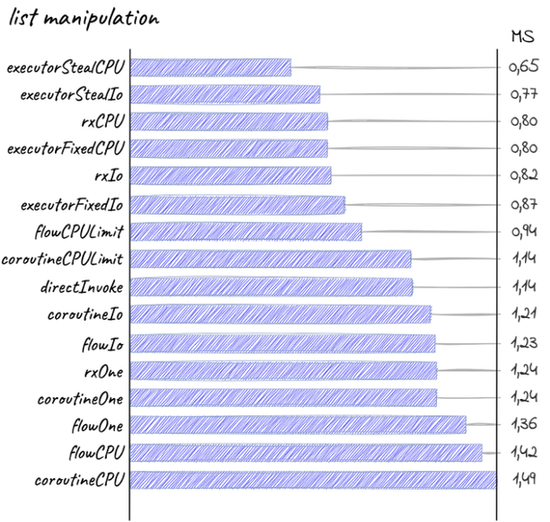 list manipulation
MS
executorStealCPU 0,65
executorStealIo 0,77
rxCPU 0,80
executorFixedCPU 0,80
rxIo 0,82
executorFixedIo 0,87
flowCPULimit 0,94
coroutineCPULimit 1,14
directInvoke 1,14
coroutineIo 1,21
flowIo 1,23
rxOne 1,24
coroutineOne 1,24
flowOne 1,36
flowCPU 1,42
coroutineCPU 1,49